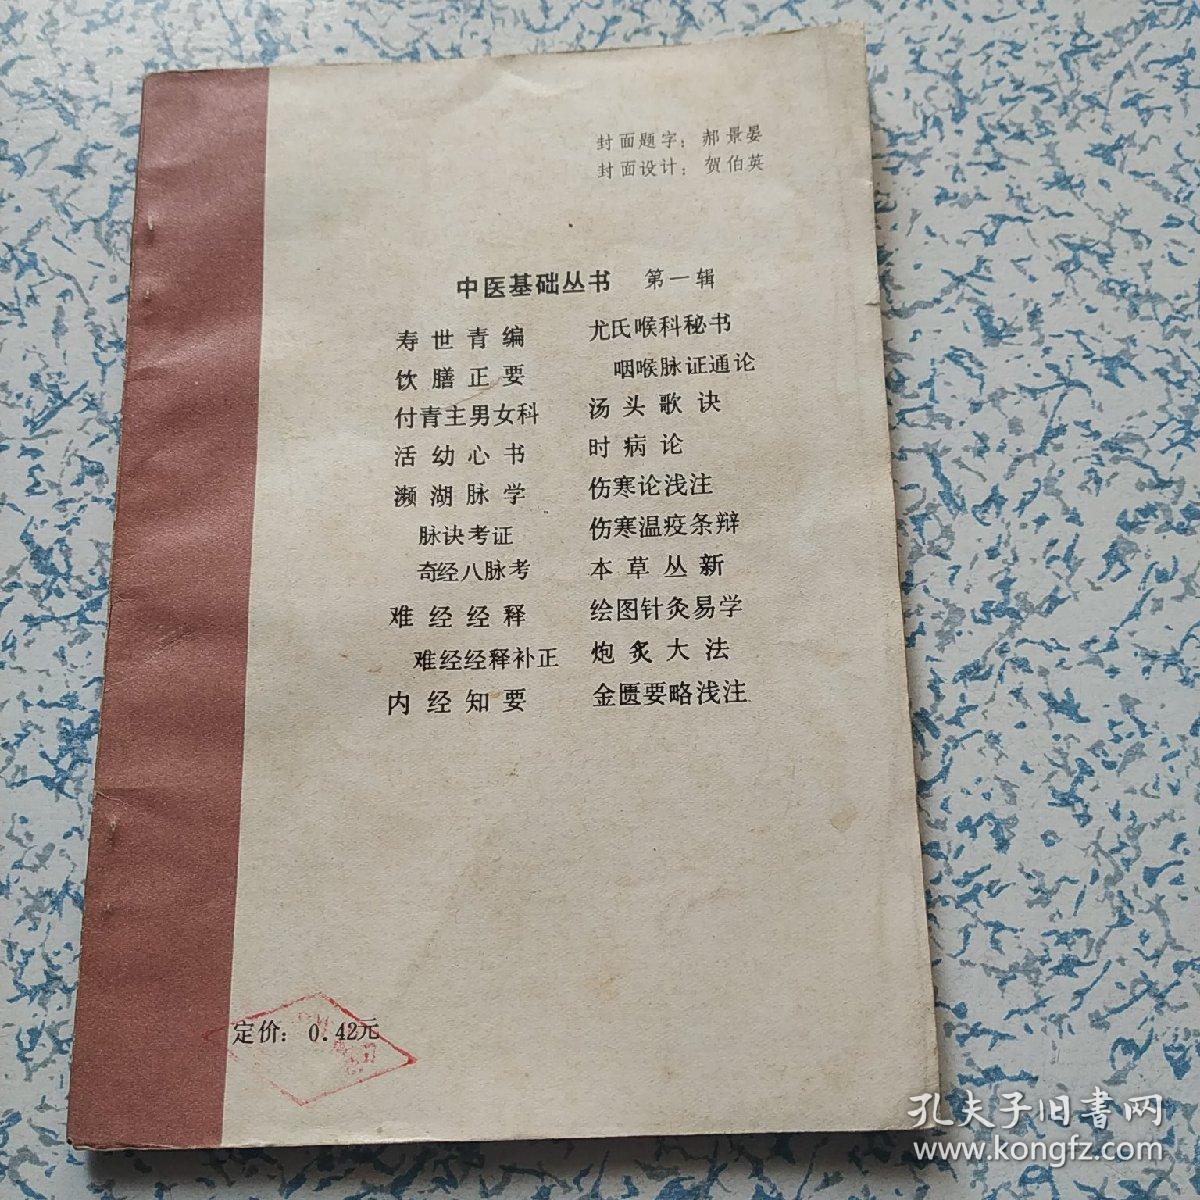 封面题字：郝景晏
封面设计：贺伯英
中医基础丛书 第一辑
寿世青编
饮膳正要
付青主男女科
活幼心书
濒湖脉学
脉诀考证
奇经八脉考
难经经释
难经经释补正
内经知要
尤氏喉科秘书
咽喉脉证通论
汤头歌诀
时病论
伤寒论浅注
伤寒温疫条辩
本草丛新
绘图针灸易学
炮炙大法
金匮要略浅注
定价：0.42元
孔夫子旧書网
www.kongfz.com